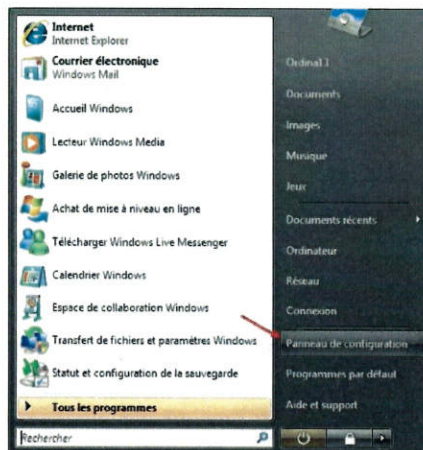 Internet
Internet Explorer
Courrier électronique
Windows Mail
Accueil Windows
Lecteur Windows Media
Galerie de photos Windows
Achat de mise à niveau en ligne
Télécharger Windows Live Messenger
Calendrier Windows
Espace de collaboration Windows
Transfert de fichiers et paramètres Windows
Statut et configuration de la sauvegarde
Tous les programmes
Rechercher
Documents
Images
Musique
Jeux
Documents récents
Ordinateur
Réseau
Connexion
Panneau de configuration
Programmes par défaut
Aide et support